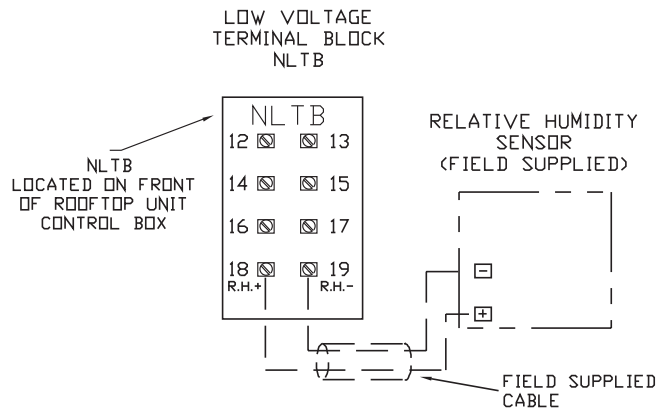 LOW VOLTAGE
TERMINAL BLOCK
NLTB
NLTB
12 13
14 15
16 17
18 19
R.H.+ R.H.-
NLTB
LOCATED ON FRONT
OF ROOFTOP UNIT
CONTROL BOX
RELATIVE HUMIDITY
SENSOR
(FIELD SUPPLIED)
-
+
FIELD SUPPLIED
CABLE